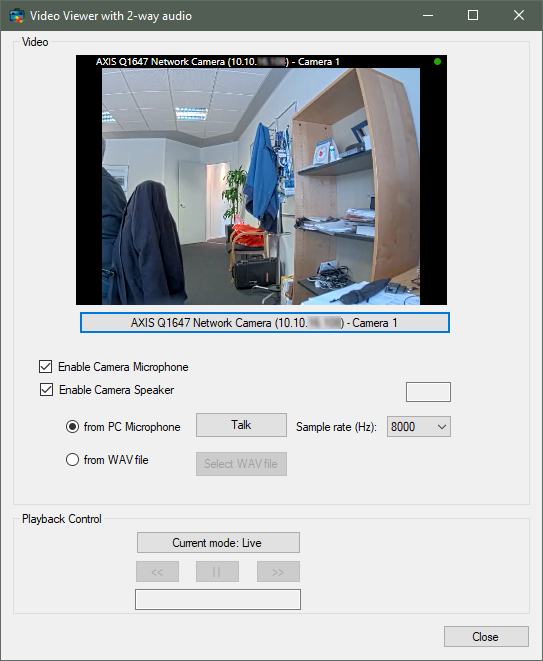 Video Viewer with 2-way audio
Video
AXIS Q1647 Network Camera (10.10. ) - Camera 1
AXIS Q1647 Network Camera (10.10. ) - Camera 1
Enable Camera Microphone
Enable Camera Speaker
from PC Microphone
Talk
Sample rate (Hz):
8000
from WAV file
Select WAV file
Playback Control
Current mode: Live
<<
||
>>
Close